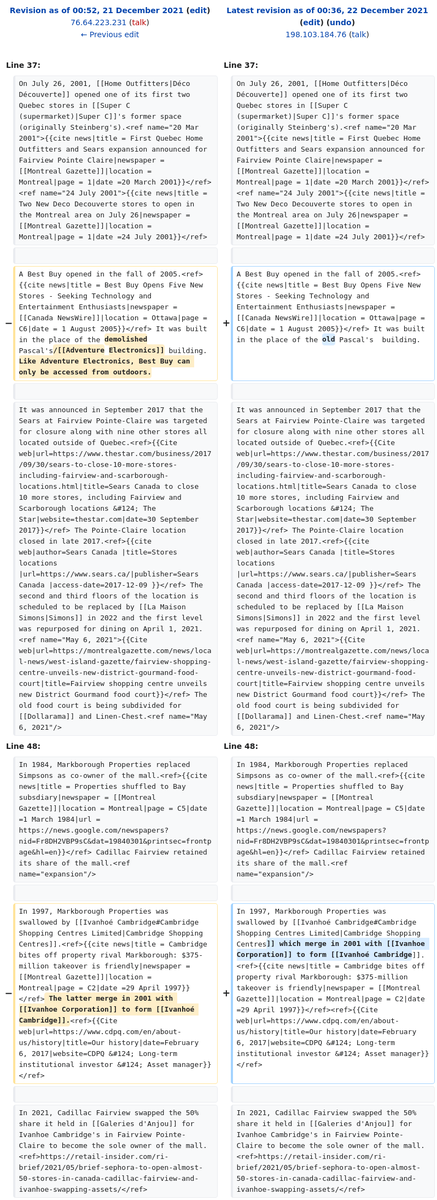 Revision as of 00:52, 21 December 2021 (edit)
76.64.223.231 (talk)
← Previous edit
Latest revision as of 00:36, 22 December 2021
(edit) (undo)
198.103.184.76 (talk)
Line 37:
On July 26, 2001, [[Home Outfitters|Déco
Découverte]] opened one of its first two
Quebec stores in [[Super C
(supermarket)|Super C]]'s former space
(originally Steinberg's).<ref name="20 Mar
2001">{{cite news|title = First Quebec Home
Outfitters and Sears expansion announced for
Fairview Pointe Claire|newspaper =
[[Montreal Gazette]]|location =
Montreal|page = 1|date =20 March 2001}}</ref>
<ref name="24 July 2001">{{cite news|title =
Two New Deco Decouverte stores to open in
the Montreal area on July 26|newspaper =
[[Montreal Gazette]]|location =
Montreal|page = 1|date =24 July 2001}}</ref>
− A Best Buy opened in the fall of 2005.<ref>
{{cite news|title = Best Buy Opens Five New
Stores - Seeking Technology and
Entertainment Enthusiasts|newspaper =
[[Canada NewsWire]]|location = Ottawa|page =
C6|date = 1 August 2005}}</ref> It was built
in the place of the demolished
Pascal's/[[Adventure Electronics]] building.
Like Adventure Electronics, Best Buy can
only be accessed from outdoors.
It was announced in September 2017 that the
Sears at Fairview Pointe-Claire was targeted
for closure along with nine other stores all
located outside of Quebec.<ref>{{Cite
web|url=https://www.thestar.com/business/2017
/09/30/sears-to-close-10-more-stores-
including-fairview-and-scarborough-
locations.html|title=Sears Canada to close
10 more stores, including Fairview and
Scarborough locations &#124; The
Star|website=thestar.com|date=30 September
2017}}</ref> The Pointe-Claire location
closed in late 2017.<ref>{{cite
web|author=Sears Canada |title=Stores
locations
|url=https://www.sears.ca/|publisher=Sears
Canada |access-date=2017-12-09 }}</ref> The
second and third floors of the location is
scheduled to be replaced by [[La Maison
Simons|Simons]] in 2022 and the first level
was repurposed for dining on April 1, 2021.
<ref name="May 6, 2021">{{Cite
web|url=https://montrealgazette.com/news/loca
l-news/west-island-gazette/fairview-shopping-
centre-unveils-new-district-gourmand-food-
court|title=Fairview shopping centre unveils
new District Gourmand food court}}</ref> The
old food court is being subdivided for
[[Dollarama]] and Linen-Chest.<ref name="May
6, 2021"/>
Line 48:
In 1984, Markborough Properties replaced
Simpsons as co-owner of the mall.<ref>{{cite
news|title = Properties shuffled to Bay
subsdiary|newspaper = [[Montreal
Gazette]]|location = Montreal|page = C5|date
=1 March 1984|url =
https://news.google.com/newspapers?
nid=Fr8DH2VBP9sC&dat=19840301&printsec=frontp
age&hl=en}}</ref> Cadillac Fairview retained
its share of the mall.<ref
name="expansion"/>
− In 1997, Markborough Properties was
swallowed by [[Ivanhoé Cambridge#Cambridge
Shopping Centres Limited|Cambridge Shopping
Centres]].<ref>{{cite news|title = Cambridge
bites off property rival Markborough: $375-
million takeover is friendly|newspaper =
[[Montreal Gazette]]|location =
Montreal|page = C2|date =29 April 1997}}
</ref> The latter merge in 2001 with
[[Ivanhoe Corporation]] to form [[Ivanhoé
Cambridge]].<ref>{{Cite
web|url=https://www.cdpq.com/en/about-
us/history|title=Our history|date=February
6, 2017|website=CDPQ &#124; Long-term
institutional investor &#124; Asset manager}}
</ref>
In 2021, Cadillac Fairview swapped the 50%
share it held in [[Galeries d'Anjou]] for
Ivanhoe Cambridge's in Fairview Pointe-
Claire to become the sole owner of the mall.
<ref>https://retail-insider.com/ri-
brief/2021/05/brief-sephora-to-open-almost-
50-stores-in-canada-cadillac-fairview-and-
ivanhoe-swapping-assets/</ref>
Line 37:
On July 26, 2001, [[Home Outfitters|Déco
Découverte]] opened one of its first two
Quebec stores in [[Super C
(supermarket)|Super C]]'s former space
(originally Steinberg's).<ref name="20 Mar
2001">{{cite news|title = First Quebec Home
Outfitters and Sears expansion announced for
Fairview Pointe Claire|newspaper =
[[Montreal Gazette]]|location =
Montreal|page = 1|date =20 March 2001}}</ref>
<ref name="24 July 2001">{{cite news|title =
Two New Deco Decouverte stores to open in
the Montreal area on July 26|newspaper =
[[Montreal Gazette]]|location =
Montreal|page = 1|date =24 July 2001}}</ref>
+ A Best Buy opened in the fall of 2005.<ref>
{{cite news|title = Best Buy Opens Five New
Stores - Seeking Technology and
Entertainment Enthusiasts|newspaper =
[[Canada NewsWire]]|location = Ottawa|page =
C6|date = 1 August 2005}}</ref> It was built
in the place of the old Pascal's  building.
It was announced in September 2017 that the
Sears at Fairview Pointe-Claire was targeted
for closure along with nine other stores all
located outside of Quebec.<ref>{{Cite
web|url=https://www.thestar.com/business/2017
/09/30/sears-to-close-10-more-stores-
including-fairview-and-scarborough-
locations.html|title=Sears Canada to close
10 more stores, including Fairview and
Scarborough locations &#124; The
Star|website=thestar.com|date=30 September
2017}}</ref> The Pointe-Claire location
closed in late 2017.<ref>{{cite
web|author=Sears Canada |title=Stores
locations
|url=https://www.sears.ca/|publisher=Sears
Canada |access-date=2017-12-09 }}</ref> The
second and third floors of the location is
scheduled to be replaced by [[La Maison
Simons|Simons]] in 2022 and the first level
was repurposed for dining on April 1, 2021.
<ref name="May 6, 2021">{{Cite
web|url=https://montrealgazette.com/news/loca
l-news/west-island-gazette/fairview-shopping-
centre-unveils-new-district-gourmand-food-
court|title=Fairview shopping centre unveils
new District Gourmand food court}}</ref> The
old food court is being subdivided for
[[Dollarama]] and Linen-Chest.<ref name="May
6, 2021"/>
Line 48:
In 1984, Markborough Properties replaced
Simpsons as co-owner of the mall.<ref>{{cite
news|title = Properties shuffled to Bay
subsdiary|newspaper = [[Montreal
Gazette]]|location = Montreal|page = C5|date
=1 March 1984|url =
https://news.google.com/newspapers?
nid=Fr8DH2VBP9sC&dat=19840301&printsec=frontp
age&hl=en}}</ref> Cadillac Fairview retained
its share of the mall.<ref
name="expansion"/>
+ In 1997, Markborough Properties was
swallowed by [[Ivanhoé Cambridge#Cambridge
Shopping Centres Limited|Cambridge Shopping
Centres]] which merge in 2001 with [[Ivanhoe
Corporation]] to form [[Ivanhoé Cambridge]].
<ref>{{cite news|title = Cambridge bites off
property rival Markborough: $375-million
takeover is friendly|newspaper = [[Montreal
Gazette]]|location = Montreal|page = C2|date
=29 April 1997}}</ref><ref>{{Cite
web|url=https://www.cdpq.com/en/about-
us/history|title=Our history|date=February
6, 2017|website=CDPQ &#124; Long-term
institutional investor &#124; Asset manager}}
</ref>
In 2021, Cadillac Fairview swapped the 50%
share it held in [[Galeries d'Anjou]] for
Ivanhoe Cambridge's in Fairview Pointe-
Claire to become the sole owner of the mall.
<ref>https://retail-insider.com/ri-
brief/2021/05/brief-sephora-to-open-almost-
50-stores-in-canada-cadillac-fairview-and-
ivanhoe-swapping-assets/</ref>